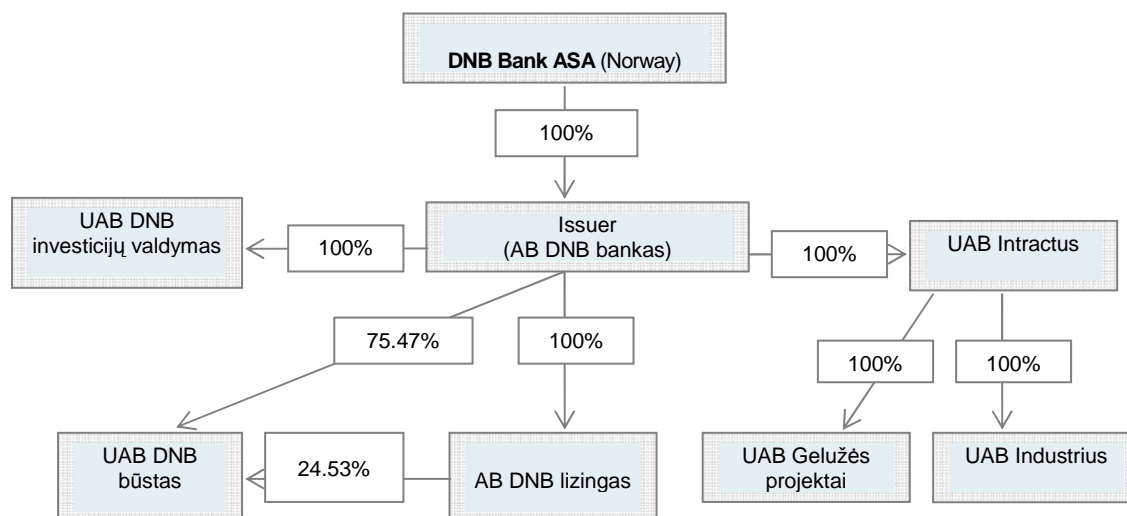 DNB Bank ASA (Norway)
100%
UAB DNB
investicijų valdymas
100%
Issuer
(AB DNB bankas)
100%
UAB Intractus
75.47%
100%
100%
100%
UAB DNB
būstas
24.53%
AB DNB lizingas
UAB Gelužės
projektai
UAB Industrius